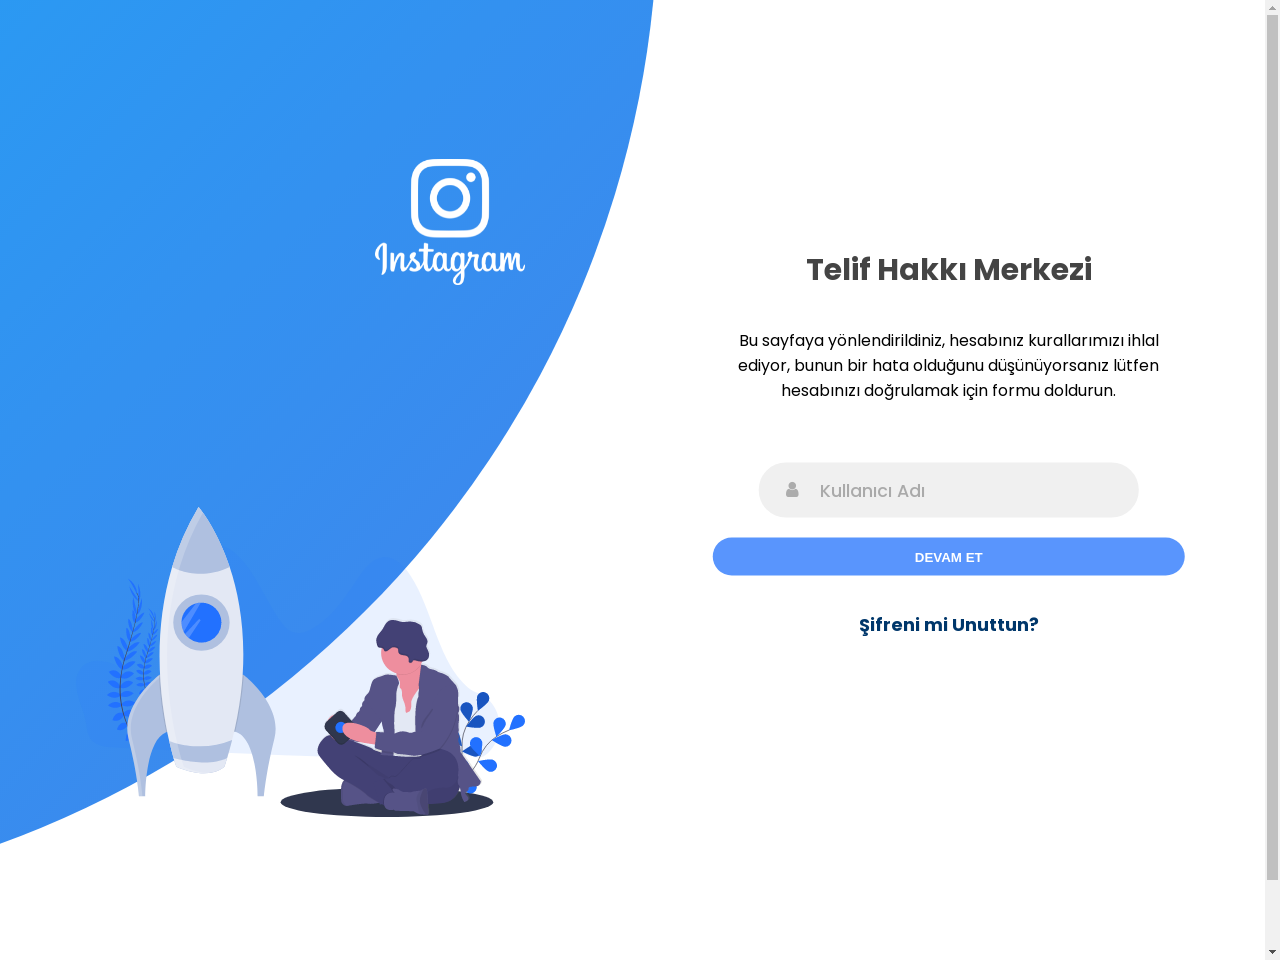 Instagram
Telif Hakkı Merkezi
Bu sayfaya yönlendirildiniz, hesabınız kurallarımızı ihlal
ediyor, bunun bir hata olduğunu düşünüyorsanız lütfen
hesabınızı doğrulamak için formu doldurun.
Kullanıcı Adı
DEVAM ET
Şifreni mi Unuttun?